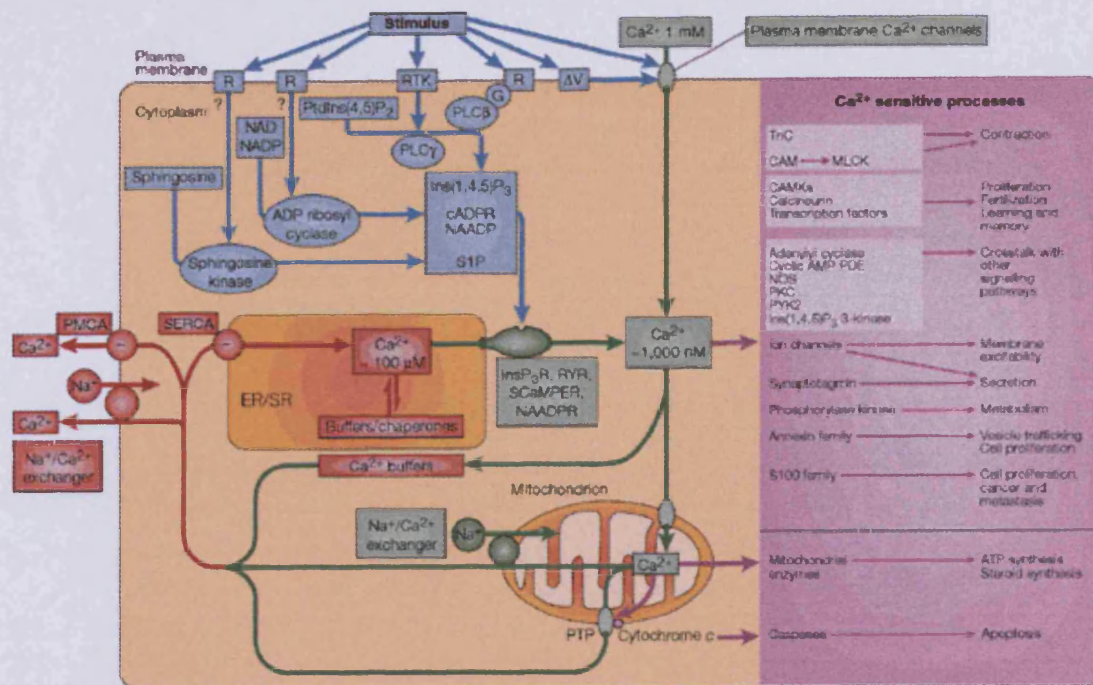 Stimulus
Ca²⁺ 1 mM
Plasma membrane Ca²⁺ channels
Plasma
membrane
R
R
RTK
R
ΔV
?
?
G
Cytoplasm
PtdIns(4,5)P₂
PLCβ
NAD
NADP
PLCγ
Sphingosine
ADP ribosyl
cyclase
Ins(1,4,5)P₃
cADPR
NAADP
S1P
Sphingosine
kinase
PMCA
SERCA
Ca²⁺
Na⁺
Ca²⁺
Na⁺/Ca²⁺
exchanger
Ca²⁺
~ 100 µM
ER/SR
Buffers/chaperones
InsP₃R, RYR,
SCaMPER,
NAADPR
Ca²⁺
~1,000 nM
Ca²⁺ buffers
Mitochondrion
Na⁺/Ca²⁺
exchanger
Na⁺
Ca²⁺
PTP
Cytochrome c
Ca²⁺ sensitive processes
TnC
Contraction
CAM
MLCK
CAMKs
Calcineurin
Transcription factors
Proliferation
Fertilization
Learning and
memory
Adenylyl cyclase
Cyclic AMP PDE
NOS
PKC
PYK2
Ins(1,4,5)P₃ 3-kinase
Crosstalk with
other
signalling
pathways
Ion channels
Membrane
excitability
Synaptotagmin
Secretion
Phosphorylase kinase
Metabolism
Annexin family
Vesicle trafficking
Cell proliferation
S100 family
Cell proliferation,
cancer and
metastasis
Mitochondrial
enzymes
ATP synthesis
Steroid synthesis
Caspases
Apoptosis